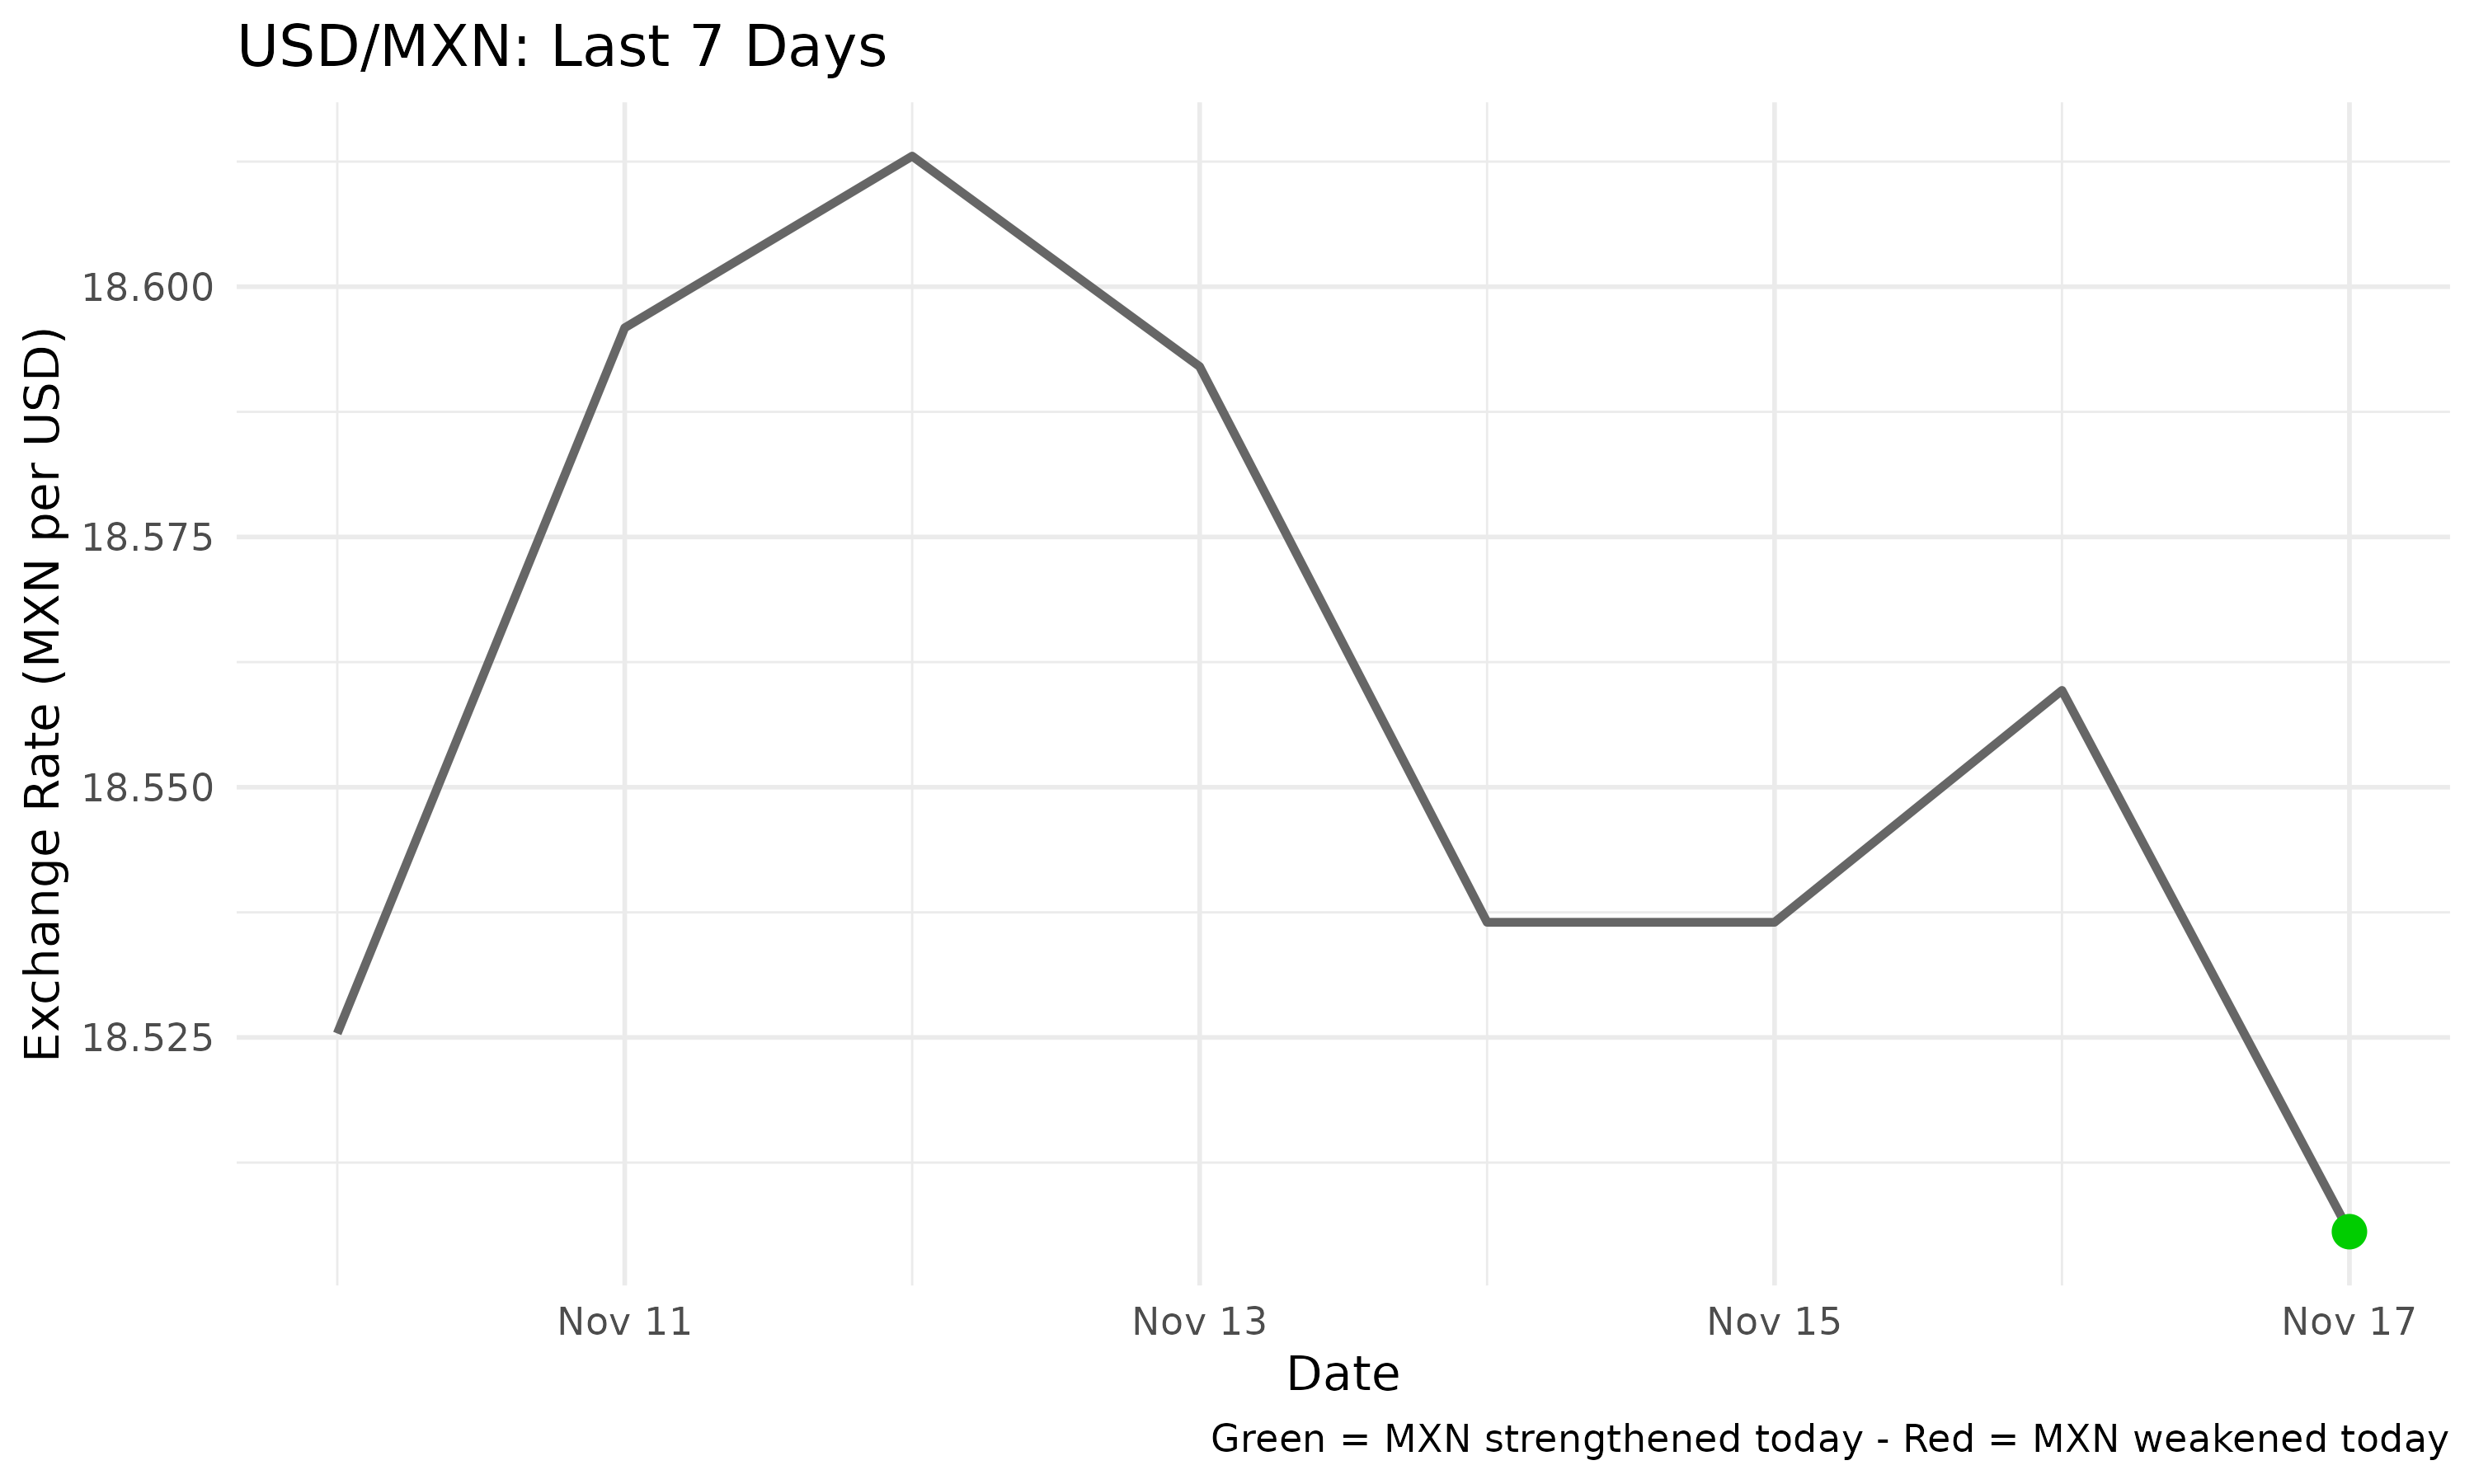 USD/MXN: Last 7 Days
Exchange Rate (MXN per USD)
18.600
18.575
18.550
18.525
Nov 11
Nov 13
Nov 15
Nov 17
Date
Green = MXN strengthened today - Red = MXN weakened today